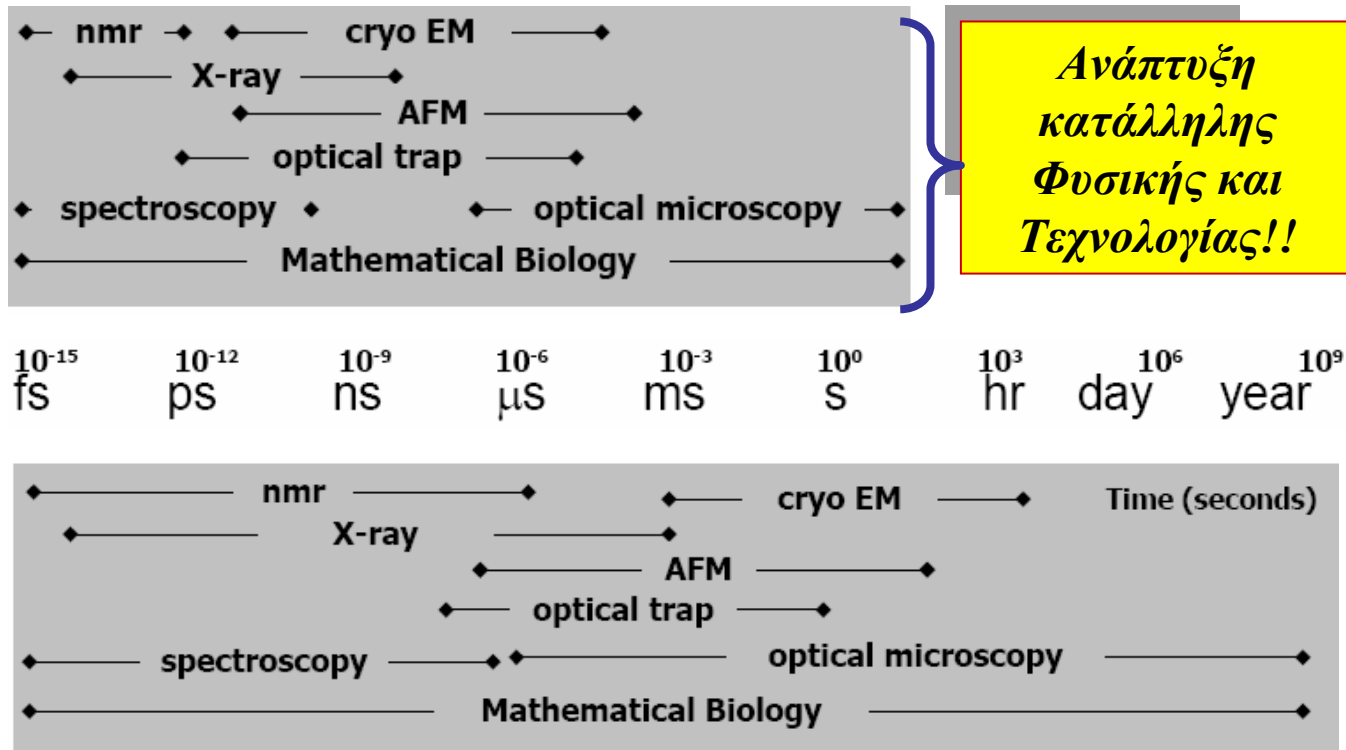 nmr cryo EM
X-ray
AFM
optical trap
spectroscopy optical microscopy
Mathematical Biology
Ανάπτυξη
κατάλληλης
Φυσικής και
Τεχνολογίας!!
10⁻¹⁵ 10⁻¹² 10⁻⁹ 10⁻⁶ 10⁻³ 10⁰ 10³ 10⁶ 10⁹
fs ps ns μs ms s hr day year
nmr cryo EM Time (seconds)
X-ray
AFM
optical trap
spectroscopy optical microscopy
Mathematical Biology